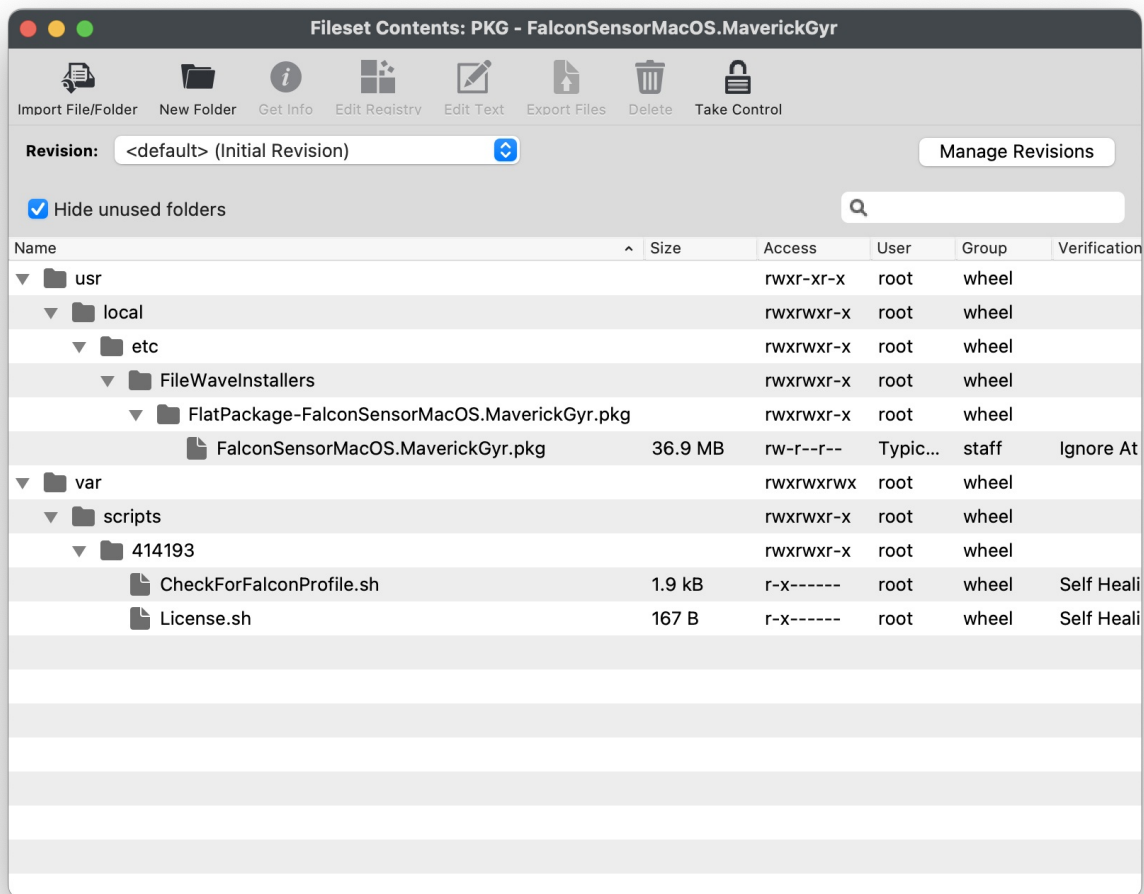 Fileset Contents: PKG - FalconSensorMacOS.MaverickGyr
Import File/Folder New Folder Get Info Edit Registry Edit Text Export Files Delete Take Control
Revision: <default> (Initial Revision) Manage Revisions
Hide unused folders
Name Size Access User Group Verification
usr rwxr-xr-x root wheel
local rwxrwxr-x root wheel
etc rwxrwxr-x root wheel
FileWaveInstallers rwxrwxr-x root wheel
FlatPackage-FalconSensorMacOS.MaverickGyr.pkg rwxrwxr-x root wheel
FalconSensorMacOS.MaverickGyr.pkg 36.9 MB rw-r--r-- Typic... staff Ignore At
var rwxrwxrwx root wheel
scripts rwxrwxr-x root wheel
414193 rwxrwxr-x root wheel
CheckForFalconProfile.sh 1.9 kB r-x------ root wheel Self Heali
License.sh 167 B r-x------ root wheel Self Heali